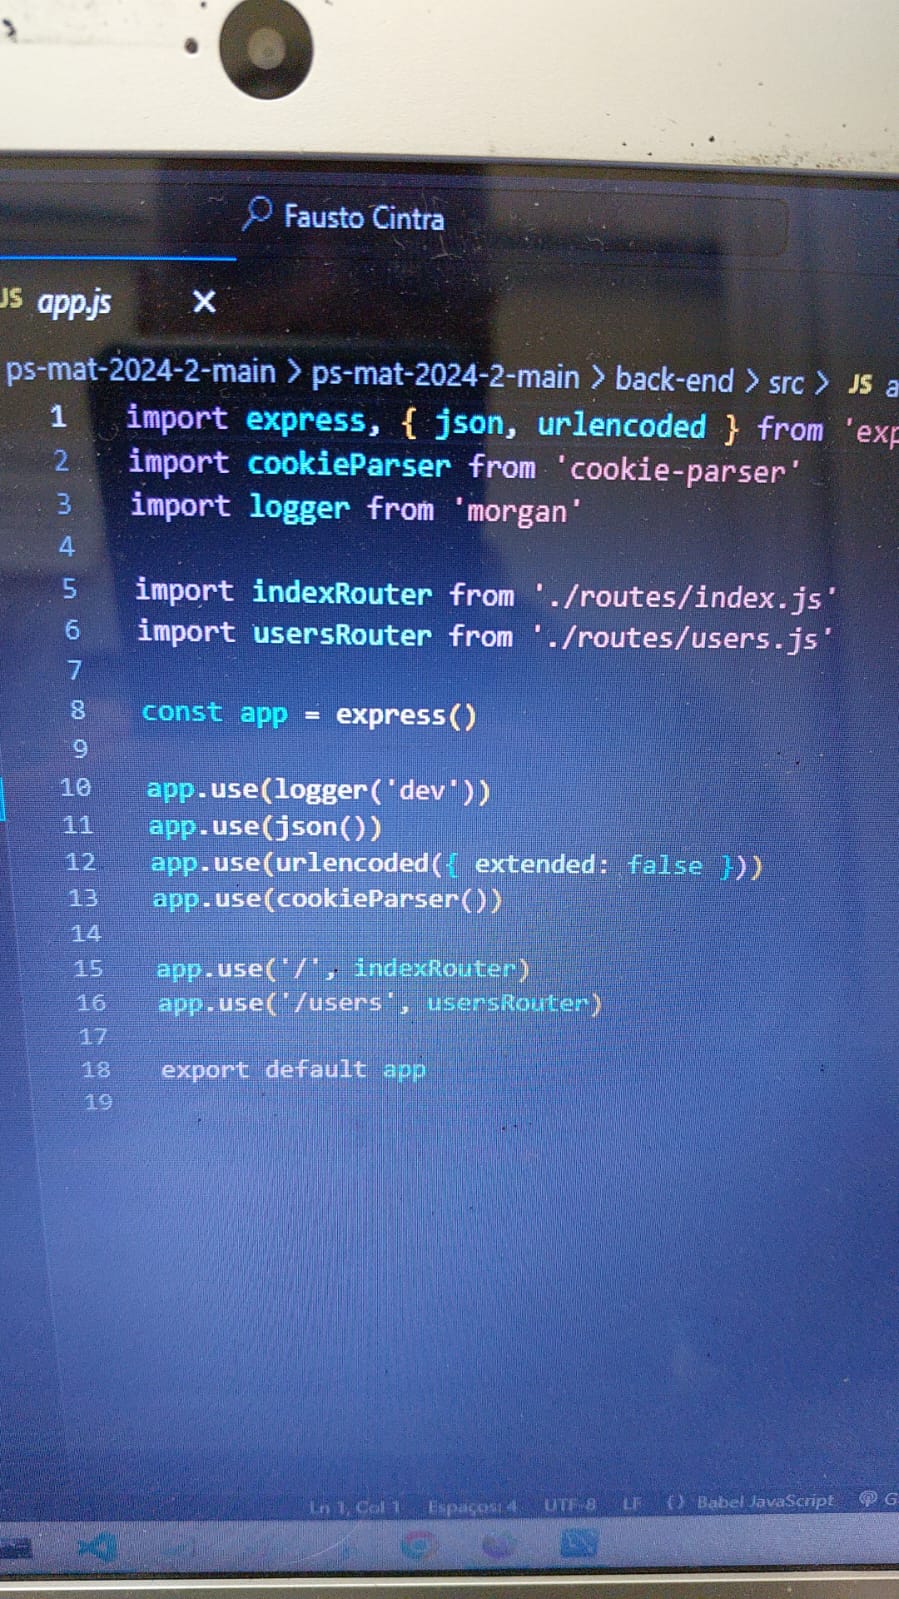 Fausto Cintra
JS app.js ×
ps-mat-2024-2-main > ps-mat-2024-2-main > back-end > src > JS a
1 import express, { json, urlencoded } from 'exp
2 import cookieParser from 'cookie-parser'
3 import logger from 'morgan'
4
5 import indexRouter from './routes/index.js'
6 import usersRouter from './routes/users.js'
7
8 const app = express()
9
10 app.use(logger('dev'))
11 app.use(json())
12 app.use(urlencoded({ extended: false }))
13 app.use(cookieParser())
14
15 app.use('/', indexRouter)
16 app.use('/users', usersRouter)
17
18 export default app
19
Ln 1, Col 1 Espaços: 4 UTF-8 LF {} Babel JavaScript G